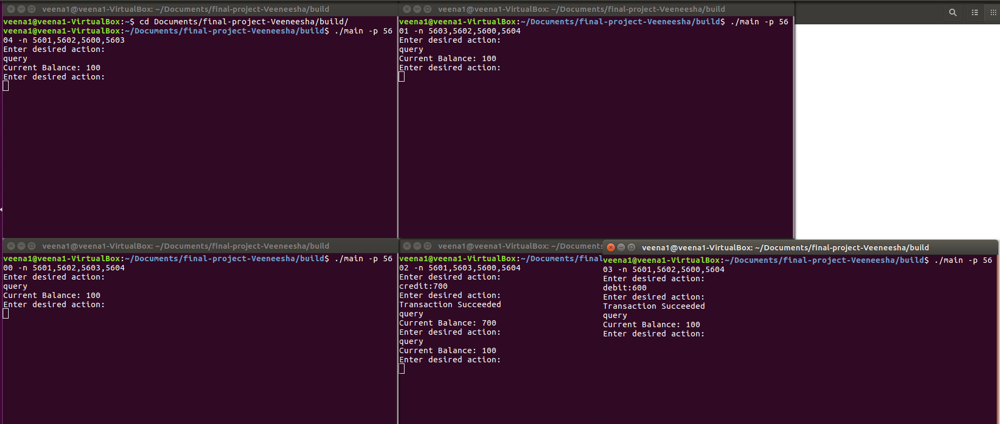 veena1@veena1-VirtualBox: ~/Documents/final-project-Veeneesha/build
veena1@veena1-VirtualBox:~$ cd Documents/final-project-Veeneesha/build/
veena1@veena1-VirtualBox:~/Documents/final-project-Veeneesha/build$ ./main -p 56
04 -n 5601,5602,5600,5603
Enter desired action:
query
Current Balance: 100
Enter desired action:
veena1@veena1-VirtualBox: ~/Documents/final-project-Veeneesha/build
veena1@veena1-VirtualBox:~/Documents/final-project-Veeneesha/build$ ./main -p 56
01 -n 5603,5602,5600,5604
Enter desired action:
query
Current Balance: 100
Enter desired action:
veena1@veena1-VirtualBox: ~/Documents/final-project-Veeneesha/build
veena1@veena1-VirtualBox:~/Documents/final-project-Veeneesha/build$ ./main -p 56
00 -n 5601,5602,5603,5604
Enter desired action:
query
Current Balance: 100
Enter desired action:
veena1@veena1-VirtualBox: ~/Documents
veena1@veena1-VirtualBox:~/Documents/final
02 -n 5601,5603,5600,5604
Enter desired action:
credit:700
Enter desired action:
Transaction Succeeded
query
Current Balance: 700
Enter desired action:
query
Current Balance: 100
Enter desired action:
veena1@veena1-VirtualBox: ~/Documents/final-project-Veeneesha/build
veena1@veena1-VirtualBox:~/Documents/final-project-Veeneesha/build$ ./main -p 56
03 -n 5601,5602,5600,5604
Enter desired action:
debit:600
Enter desired action:
Transaction Succeeded
query
Current Balance: 100
Enter desired action: